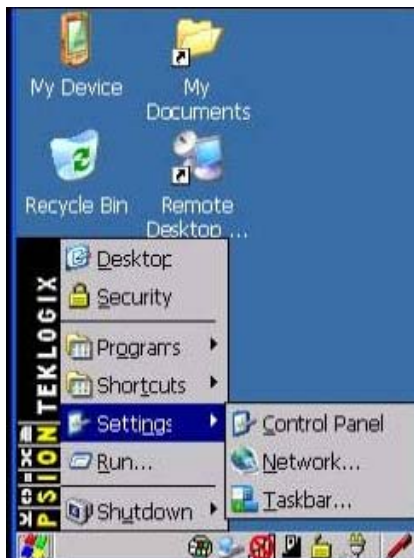 My Device
My
Documents
Recycle Bin
Remote
Desktop ...
PSION TEKLOGIX
Desktop
Security
Programs
Shortcuts
Settings
Run...
Shutdown
Control Panel
Network...
Taskbar...